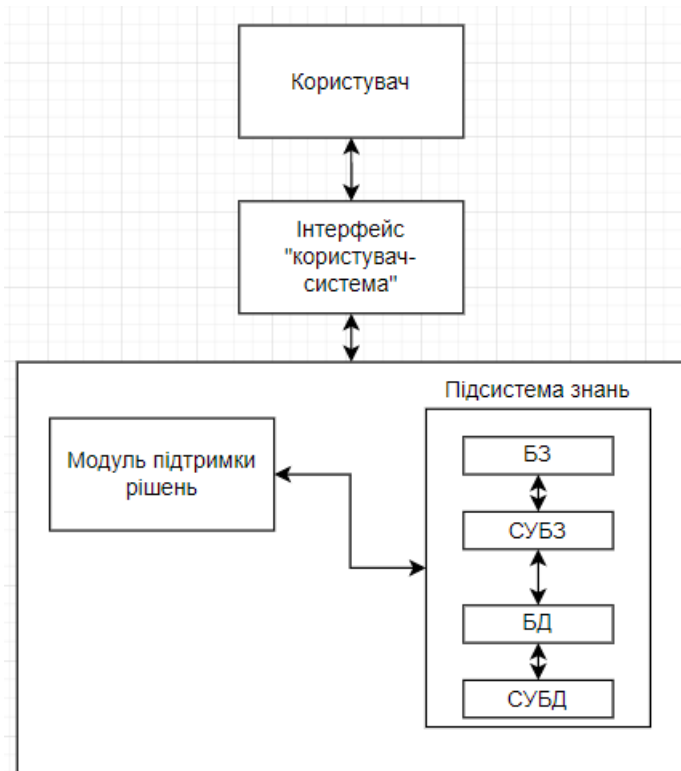 Користувач
Інтерфейс
"користувач-
система"
Підсистема знань
Модуль підтримки
рішень
БЗ
СУБЗ
БД
СУБД